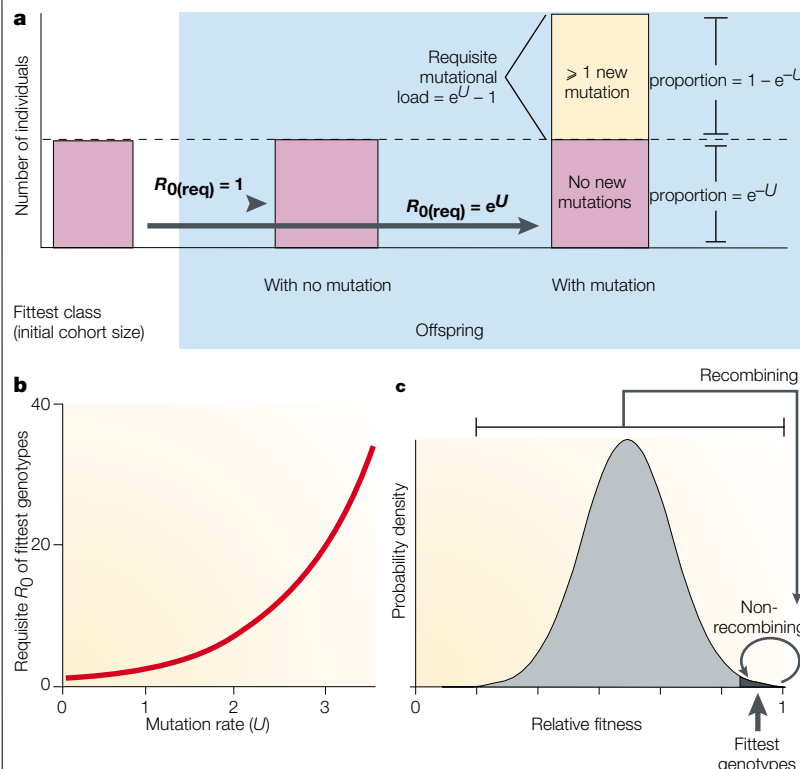 a
Number of individuals
Requisite
mutational
load = e^U – 1
⩾ 1 new
mutation
proportion = 1 – e^–U
R0(req) = 1
R0(req) = e^U
No new
mutations
proportion = e^–U
With no mutation
With mutation
Fittest class
(initial cohort size)
Offspring
b
Requisite R0 of fittest genotypes
40
20
0
0
1
2
3
Mutation rate (U)
c
Recombining
Probability density
Non-
recombining
0
1
Relative fitness
Fittest
genotypes